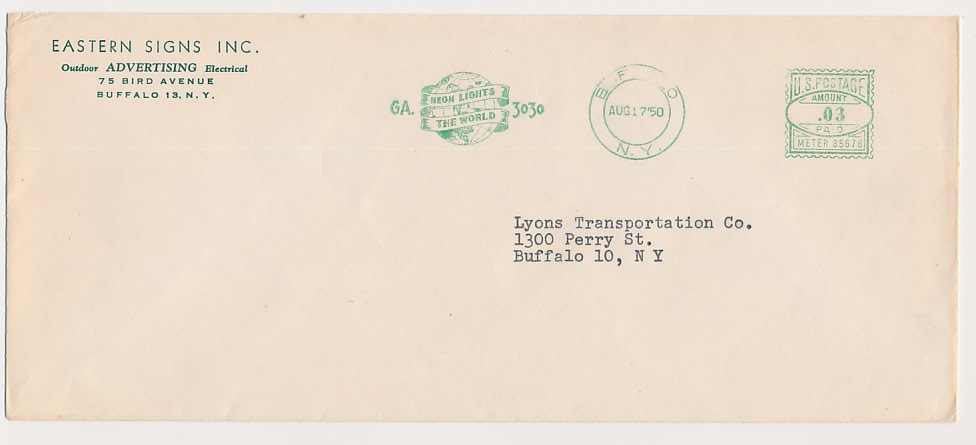 EASTERN SIGNS INC.
Outdoor ADVERTISING Electrical
75 BIRD AVENUE
BUFFALO 13, N.Y.
GA. NEON LIGHTS 3030
THE WORLD
B F O
AUG 17 '50
N.Y.
U.S. POSTAGE
AMOUNT
.03
PAID
METER 85678
Lyons Transportation Co.
1300 Perry St.
Buffalo 10, N Y